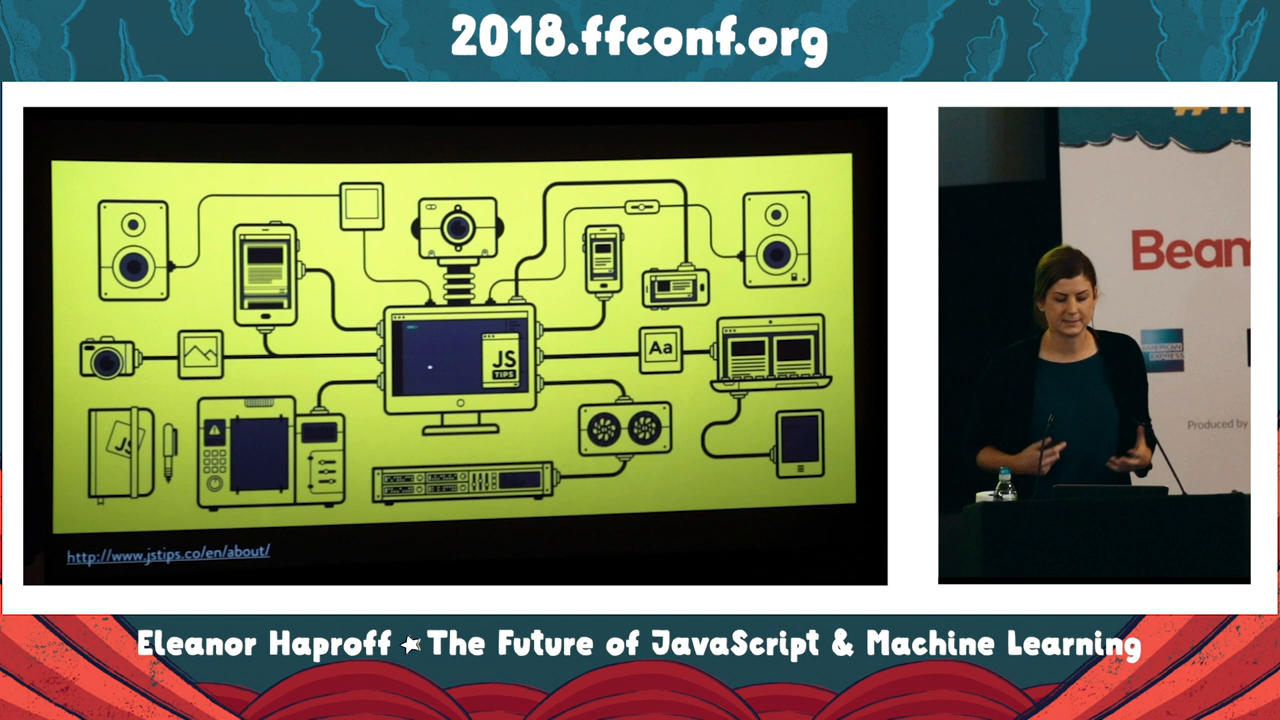 2018.ffconf.org
Aa
JS
TIPS
JS
http://www.jstips.co/en/about/
Beam
AMERICAN
EXPRESS
Produced by
Eleanor Haproff ★ The Future of JavaScript & Machine Learning